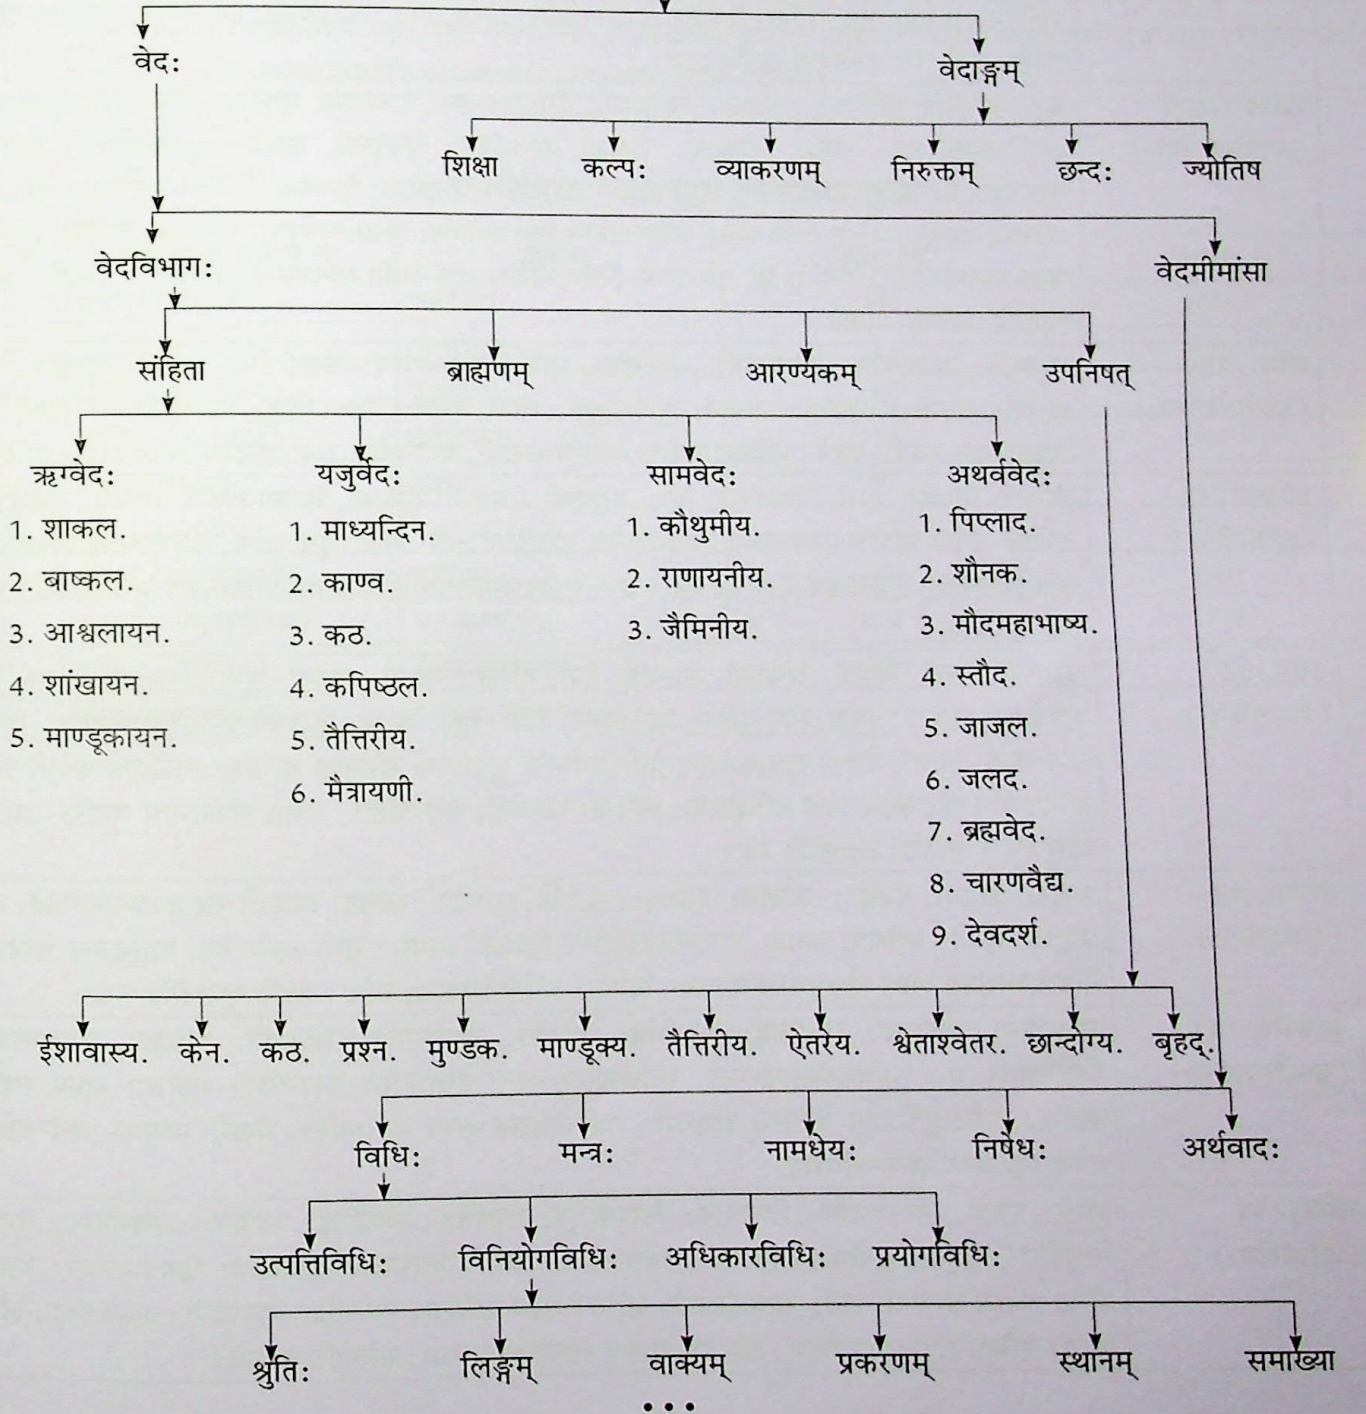 वेदः वेदाङ्गम्
शिक्षा कल्पः व्याकरणम् निरुक्तम् छन्दः ज्योतिष
वेदविभागः वेदमीमांसा
संहिता ब्राह्मणम् आरण्यकम् उपनिषत्
ऋग्वेदः यजुर्वेदः सामवेदः अथर्ववेदः
1. शाकल. 1. माध्यन्दिन. 1. कौथुमीय. 1. पिप्लाद.
2. बाष्कल. 2. काण्व. 2. राणायनीय. 2. शौनक.
3. आश्वलायन. 3. कठ. 3. जैमिनीय. 3. मौदमहाभाष्य.
4. शांखायन. 4. कपिष्ठल. 4. स्तौद.
5. माण्डूकायन. 5. तैत्तिरीय. 5. जाजल.
6. मैत्रायणी. 6. जलद.
7. ब्रह्मवेद.
8. चारणवैद्य.
9. देवदर्श.
ईशावास्य. केन. कठ. प्रश्न. मुण्डक. माण्डूक्य. तैत्तिरीय. ऐतरेय. श्वेताश्वेतर. छान्दोग्य. बृहद्.
विधिः मन्त्रः नामधेयः निषेधः अर्थवादः
उत्पत्तिविधिः विनियोगविधिः अधिकारविधिः प्रयोगविधिः
श्रुतिः लिङ्गम् वाक्यम् प्रकरणम् स्थानम् समाख्या
•••